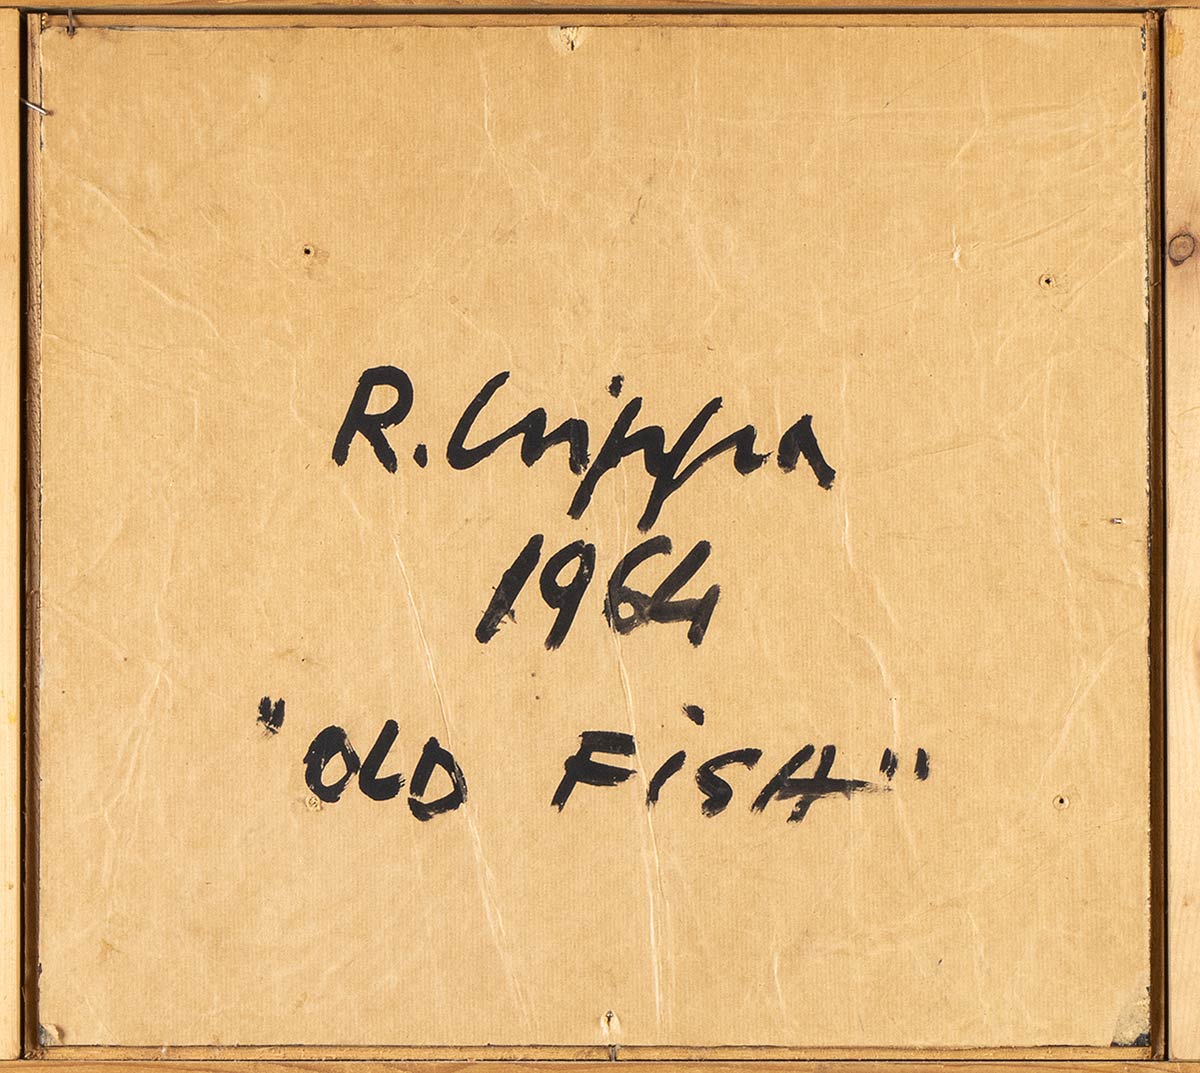 R. Crippa
1964
"OLD FiSH"